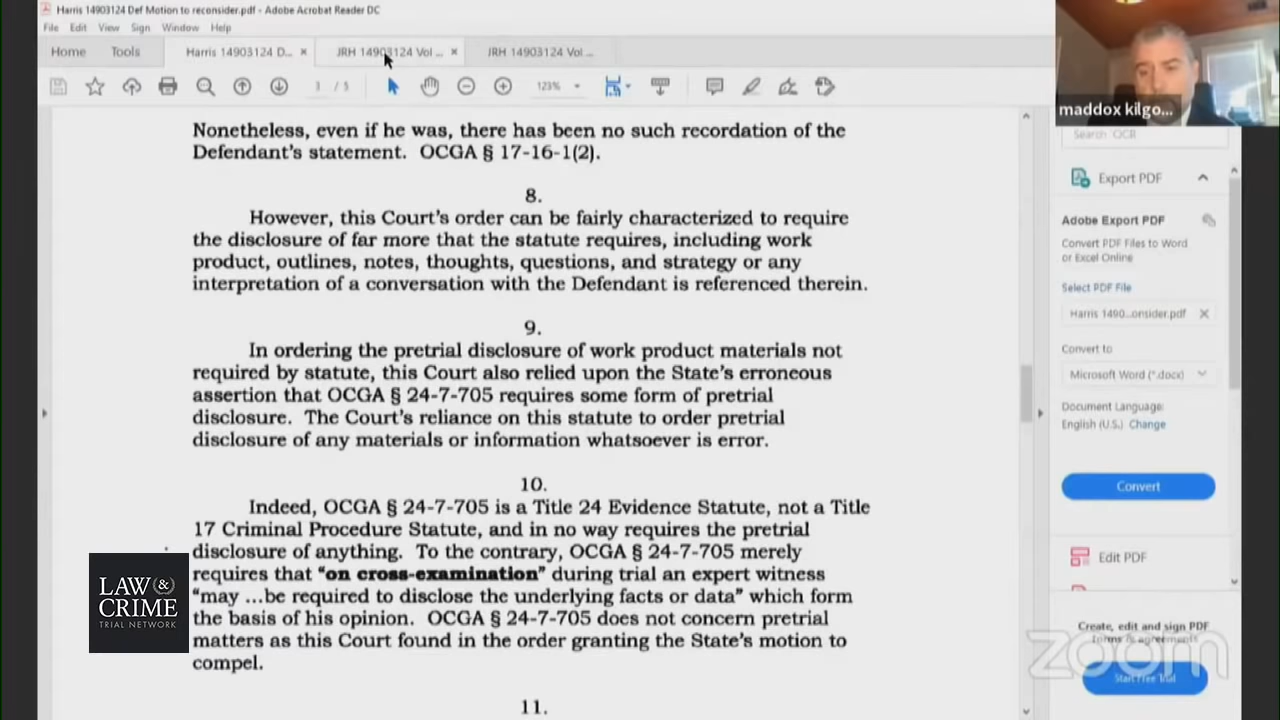 Harris 14903124 Def Motion to reconsider.pdf - Adobe Acrobat Reader DC
File Edit View Sign Window Help
Home Tools Harris 14903124 D... × JRH 14903124 Vol ... × JRH 14903124 Vol ...
123%
maddox kilgo...
Nonetheless, even if he was, there has been no such recordation of the
Defendant's statement. OCGA § 17-16-1(2).
8.
However, this Court's order can be fairly characterized to require
the disclosure of far more that the statute requires, including work
product, outlines, notes, thoughts, questions, and strategy or any
interpretation of a conversation with the Defendant is referenced therein.
9.
In ordering the pretrial disclosure of work product materials not
required by statute, this Court also relied upon the State's erroneous
assertion that OCGA § 24-7-705 requires some form of pretrial
disclosure. The Court's reliance on this statute to order pretrial
disclosure of any materials or information whatsoever is error.
10.
Indeed, OCGA § 24-7-705 is a Title 24 Evidence Statute, not a Title
17 Criminal Procedure Statute, and in no way requires the pretrial
disclosure of anything. To the contrary, OCGA § 24-7-705 merely
requires that "on cross-examination" during trial an expert witness
"may ...be required to disclose the underlying facts or data" which form
the basis of his opinion. OCGA § 24-7-705 does not concern pretrial
matters as this Court found in the order granting the State's motion to
compel.
11.
Search 'OCR'
Export PDF
Adobe Export PDF
Convert PDF Files to Word
or Excel Online
Select PDF File
Harris 1490...onsider.pdf ×
Convert to
Microsoft Word (*.docx)
Document Language:
English (U.S.) Change
Convert
Edit PDF
Create, edit and sign PDF
forms & agreements
Start Free Trial
zoom
LAW &
CRIME
TRIAL NETWORK